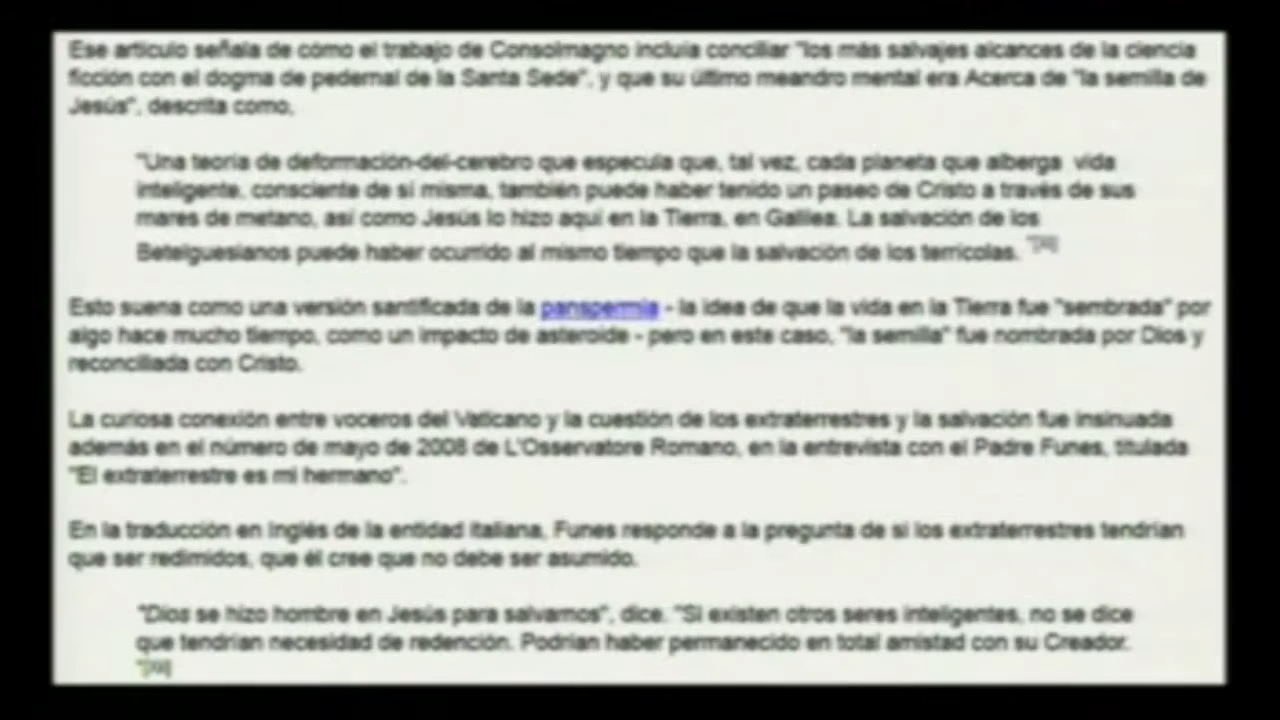 Ese artículo señala de cómo el trabajo de Consolmagno incluía conciliar "los más salvajes alcances de la ciencia
ficción con el dogma de pedernal de la Santa Sede", y que su último meandro mental era Acerca de "la semilla de
Jesús", descrita como,
"Una teoría de deformación-del-cerebro que especula que, tal vez, cada planeta que alberga vida
inteligente, consciente de sí misma, también puede haber tenido un paseo de Cristo a través de sus
mares de metano, así como Jesús lo hizo aquí en la Tierra, en Galilea. La salvación de los
Betelguesianos puede haber ocurrido al mismo tiempo que la salvación de los terrícolas.
Esto suena como una versión santificada de la panspermia - la idea de que la vida en la Tierra fue "sembrada" por
algo hace mucho tiempo, como un impacto de asteroide - pero en este caso, "la semilla" fue nombrada por Dios y
reconciliada con Cristo.
La curiosa conexión entre voceros del Vaticano y la cuestión de los extraterrestres y la salvación fue insinuada
además en el número de mayo de 2008 de L'Osservatore Romano, en la entrevista con el Padre Funes, titulada
"El extraterrestre es mi hermano".
En la traducción en Inglés de la entidad italiana, Funes responde a la pregunta de si los extraterrestres tendrían
que ser redimidos, que él cree que no debe ser asumido.
"Dios se hizo hombre en Jesús para salvarnos", dice. "Si existen otros seres inteligentes, no se dice
que tendrían necesidad de redención. Podrían haber permanecido en total amistad con su Creador.